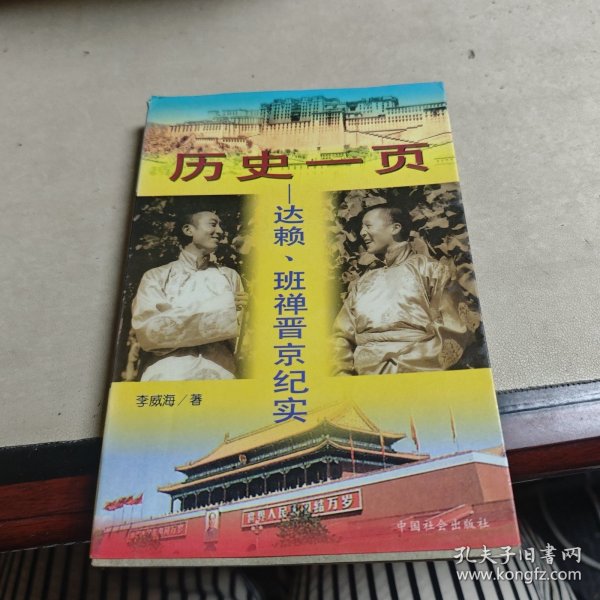 历史一页
—达赖、班禅晋京纪实
李威海/著
世界人民大团结万岁
中国社会出版社
孔夫子旧书网
www.kongfz.com